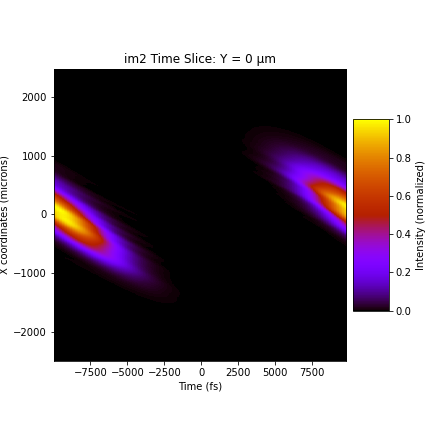 im2 Time Slice: Y = 0 μm
2000
1000
0
−1000
−2000
X coordinates (microns)
−7500 −5000 −2500 0 2500 5000 7500
Time (fs)
1.0
0.8
0.6
0.4
0.2
0.0
Intensity (normalized)